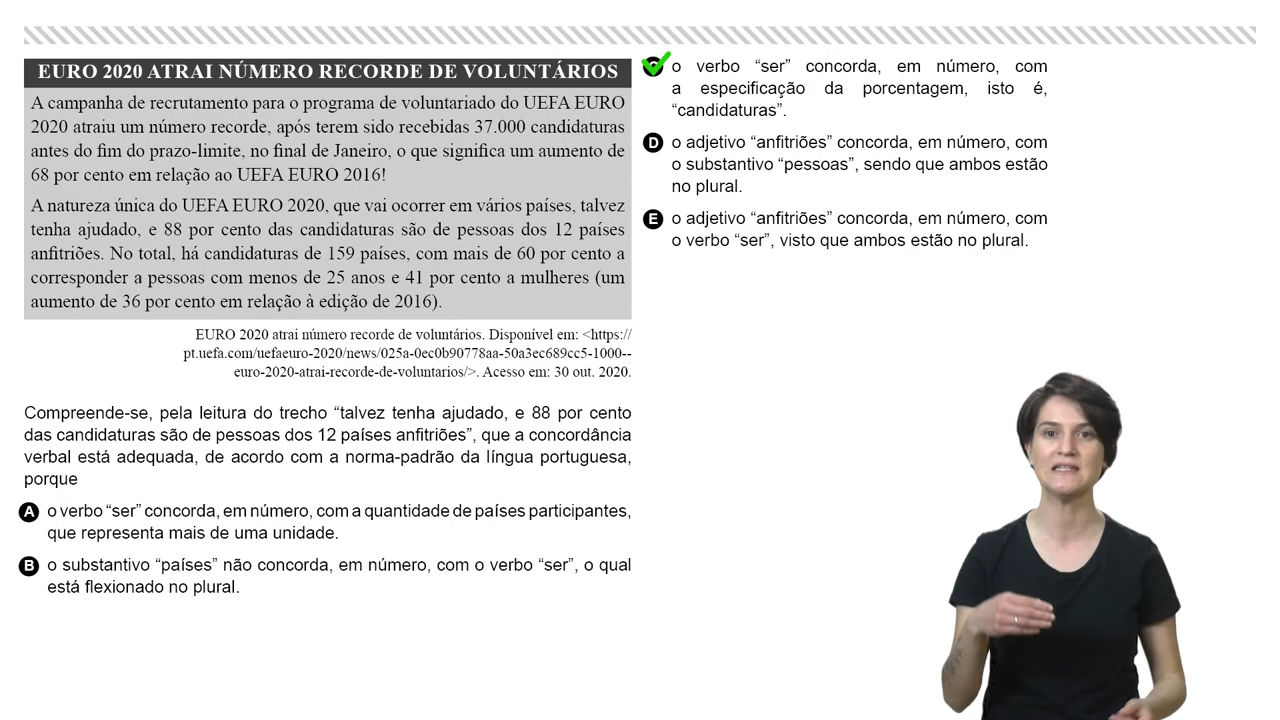 EURO 2020 ATRAI NÚMERO RECORDE DE VOLUNTÁRIOS
A campanha de recrutamento para o programa de voluntariado do UEFA EURO
2020 atraiu um número recorde, após terem sido recebidas 37.000 candidaturas
antes do fim do prazo-limite, no final de Janeiro, o que significa um aumento de
68 por cento em relação ao UEFA EURO 2016!
A natureza única do UEFA EURO 2020, que vai ocorrer em vários países, talvez
tenha ajudado, e 88 por cento das candidaturas são de pessoas dos 12 países
anfitriões. No total, há candidaturas de 159 países, com mais de 60 por cento a
corresponder a pessoas com menos de 25 anos e 41 por cento a mulheres (um
aumento de 36 por cento em relação à edição de 2016).
EURO 2020 atrai número recorde de voluntários. Disponível em: <https://
pt.uefa.com/uefaeuro-2020/news/025a-0ec0b90778aa-50a3ec689cc5-1000--
euro-2020-atrai-recorde-de-voluntarios/>. Acesso em: 30 out. 2020.
Compreende-se, pela leitura do trecho “talvez tenha ajudado, e 88 por cento
das candidaturas são de pessoas dos 12 países anfitriões”, que a concordância
verbal está adequada, de acordo com a norma-padrão da língua portuguesa,
porque
A o verbo “ser” concorda, em número, com a quantidade de países participantes,
que representa mais de uma unidade.
B o substantivo “países” não concorda, em número, com o verbo “ser”, o qual
está flexionado no plural.
o verbo “ser” concorda, em número, com
a especificação da porcentagem, isto é,
“candidaturas”.
D o adjetivo “anfitriões” concorda, em número, com
o substantivo “pessoas”, sendo que ambos estão
no plural.
E o adjetivo “anfitriões” concorda, em número, com
o verbo “ser”, visto que ambos estão no plural.